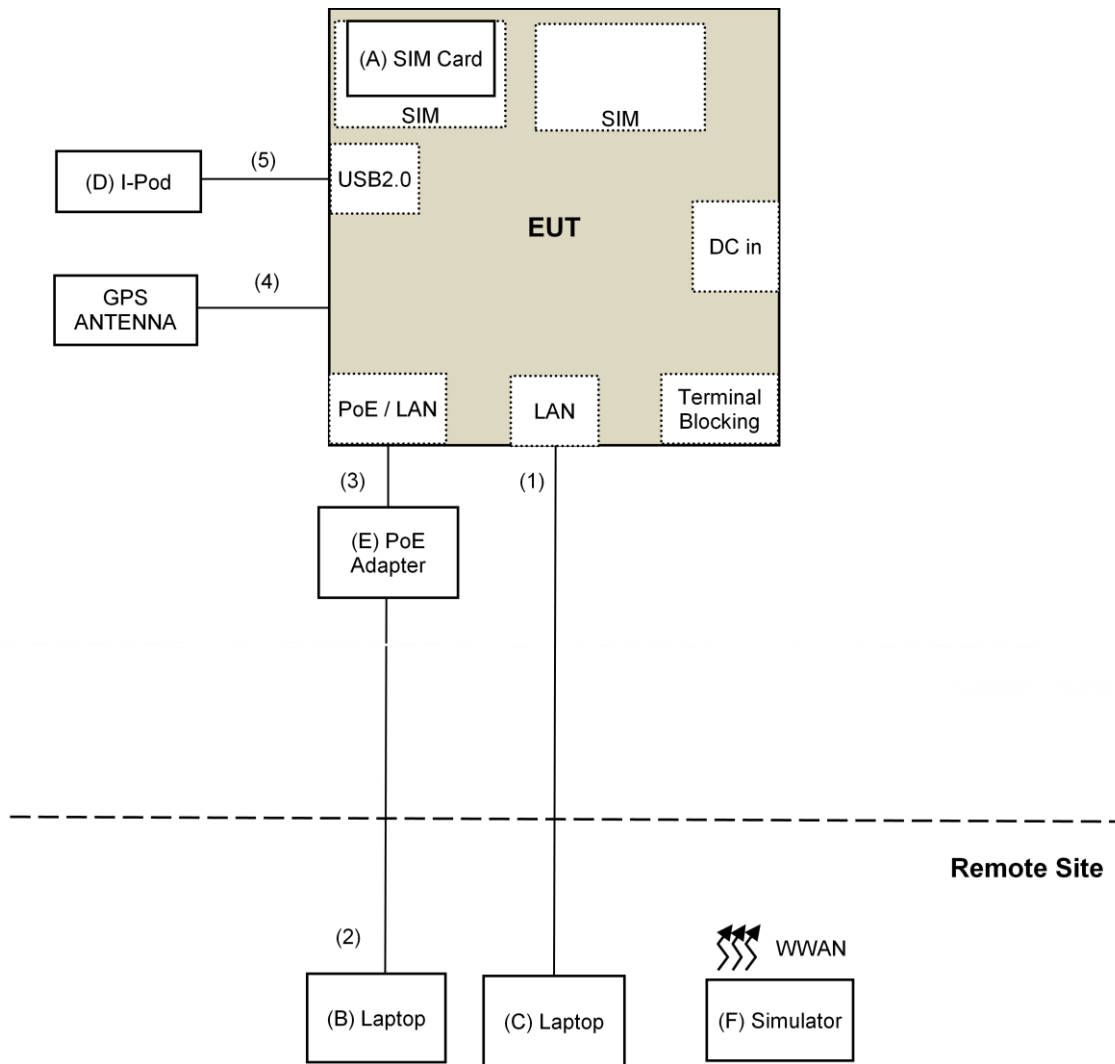 (A) SIM Card
SIM
SIM
(5)
(D) I-Pod
USB2.0
EUT
DC in
(4)
GPS
ANTENNA
PoE / LAN
LAN
Terminal
Blocking
(3)
(1)
(E) PoE
Adapter
Remote Site
(2)
WWAN
(B) Laptop
(C) Laptop
(F) Simulator